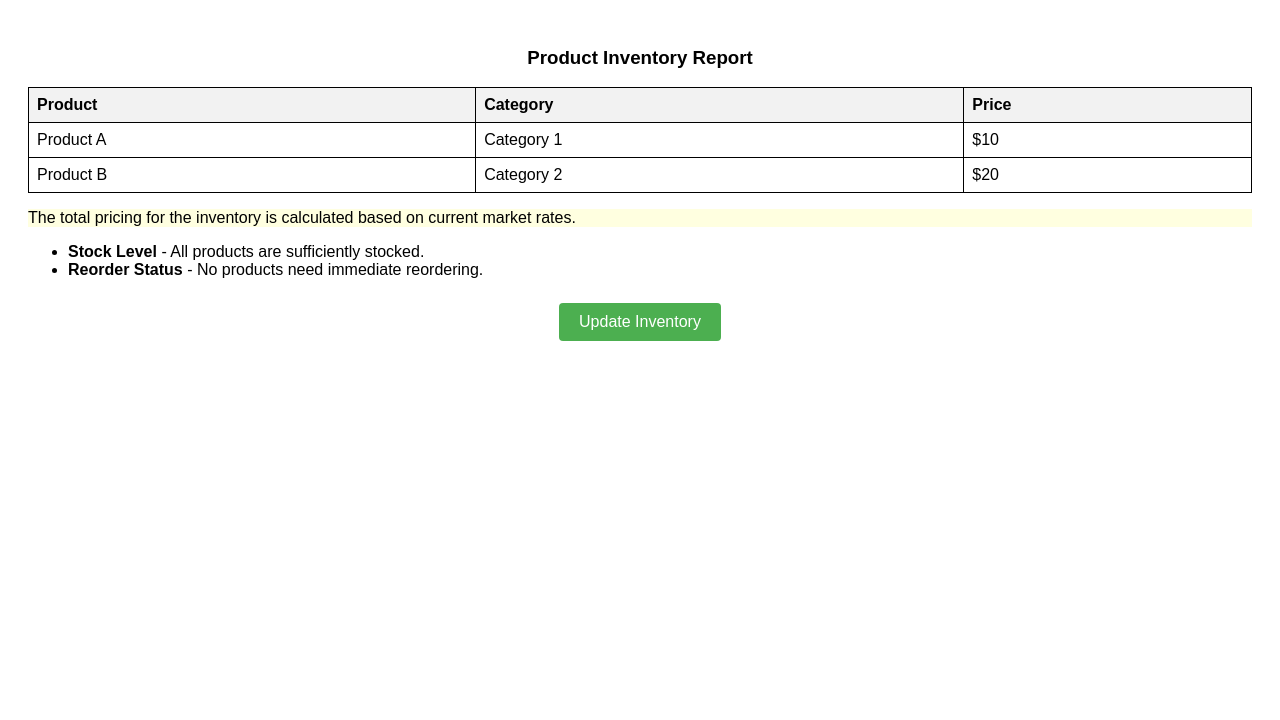 Product Inventory Report
Product Category Price
Product A Category 1 $10
Product B Category 2 $20
The total pricing for the inventory is calculated based on current market rates.
Stock Level - All products are sufficiently stocked.
Reorder Status - No products need immediate reordering.
Update Inventory